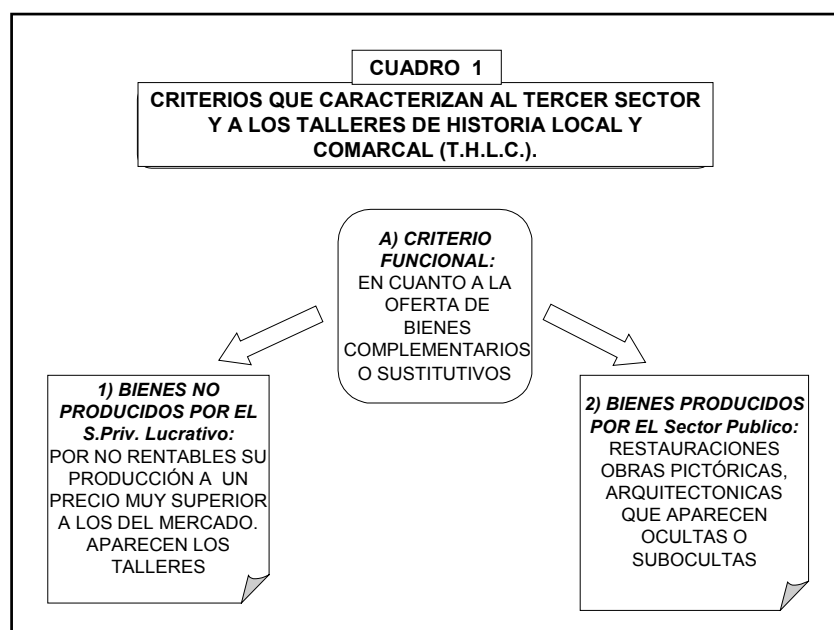 CUADRO 1
CRITERIOS QUE CARACTERIZAN AL TERCER SECTOR
Y A LOS TALLERES DE HISTORIA LOCAL Y
COMARCAL (T.H.L.C.).
A) CRITERIO
FUNCIONAL:
EN CUANTO A LA
OFERTA DE
BIENES
COMPLEMENTARIOS
O SUSTITUTIVOS
1) BIENES NO
PRODUCIDOS POR EL
S.Priv. Lucrativo:
POR NO RENTABLES SU
PRODUCCIÓN A UN
PRECIO MUY SUPERIOR
A LOS DEL MERCADO.
APARECEN LOS
TALLERES
2) BIENES PRODUCIDOS
POR EL Sector Publico:
RESTAURACIONES
OBRAS PICTÓRICAS,
ARQUITECTONICAS
QUE APARECEN
OCULTAS O
SUBOCULTAS